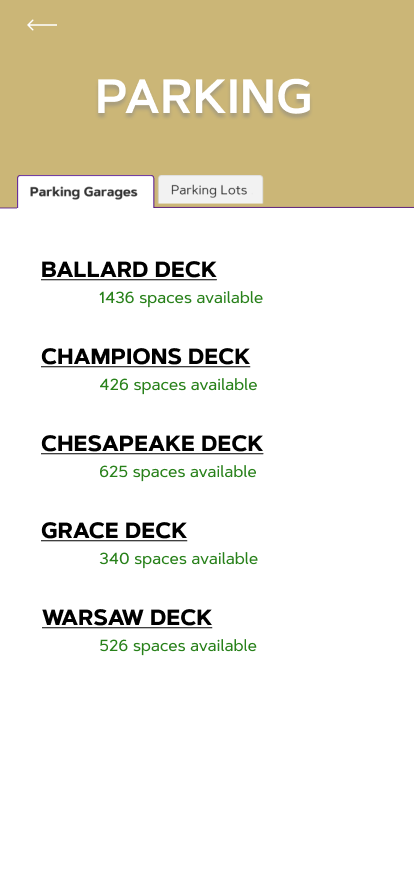 PARKING
Parking Garages
Parking Lots
BALLARD DECK
1436 spaces available
CHAMPIONS DECK
426 spaces available
CHESAPEAKE DECK
625 spaces available
GRACE DECK
340 spaces available
WARSAW DECK
526 spaces available